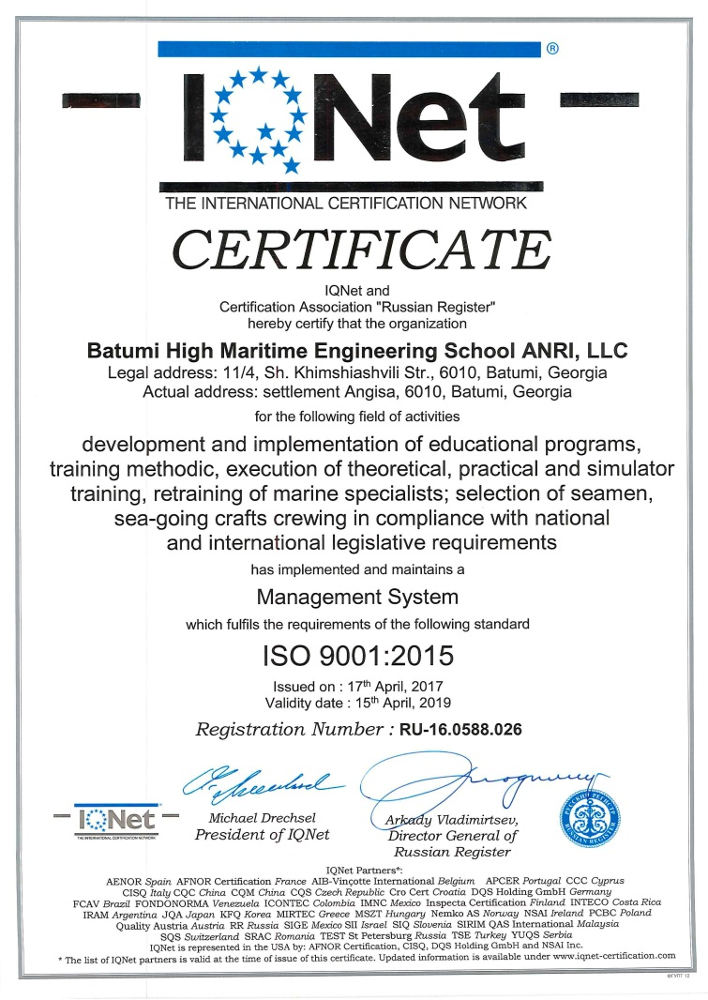 IQNet ®
THE INTERNATIONAL CERTIFICATION NETWORK
CERTIFICATE
IQNet and
Certification Association "Russian Register"
hereby certify that the organization
Batumi High Maritime Engineering School ANRI, LLC
Legal address: 11/4, Sh. Khimshiashvili Str., 6010, Batumi, Georgia
Actual address: settlement Angisa, 6010, Batumi, Georgia
for the following field of activities
development and implementation of educational programs,
training methodic, execution of theoretical, practical and simulator
training, retraining of marine specialists; selection of seamen,
sea-going crafts crewing in compliance with national
and international legislative requirements
has implemented and maintains a
Management System
which fulfils the requirements of the following standard
ISO 9001:2015
Issued on : 17th April, 2017
Validity date : 15th April, 2019
Registration Number : RU-16.0588.026
IQNet ®
THE INTERNATIONAL CERTIFICATION NETWORK
Michael Drechsel
President of IQNet
Arkady Vladimirtsev,
Director General of
Russian Register
РУССКИЙ РЕГИСТР
RUSSIAN REGISTER
IQNet Partners*:
AENOR Spain AFNOR Certification France AIB-Vinçotte International Belgium APCER Portugal CCC Cyprus
CISQ Italy CQC China CQM China CQS Czech Republic Cro Cert Croatia DQS Holding GmbH Germany
FCAV Brazil FONDONORMA Venezuela ICONTEC Colombia IMNC Mexico Inspecta Certification Finland INTECO Costa Rica
IRAM Argentina JQA Japan KFQ Korea MIRTEC Greece MSZT Hungary Nemko AS Norway NSAI Ireland PCBC Poland
Quality Austria Austria RR Russia SIGE Mexico SII Israel SIQ Slovenia SIRIM QAS International Malaysia
SQS Switzerland SRAC Romania TEST St Petersburg Russia TSE Turkey YUQS Serbia
IQNet is represented in the USA by: AFNOR Certification, CISQ, DQS Holding GmbH and NSAI Inc.
* The list of IQNet partners is valid at the time of issue of this certificate. Updated information is available under www.iqnet-certification.com
ФГУПТ 12